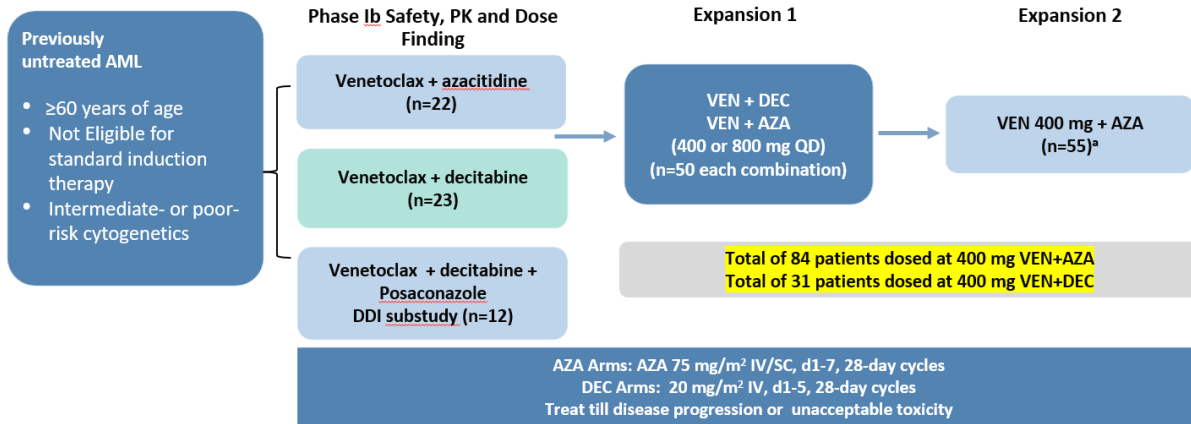 Previously
untreated AML
• ≥60 years of age
• Not Eligible for
standard induction
therapy
• Intermediate- or poor-
risk cytogenetics
Phase Ib Safety, PK and Dose
Finding
Venetoclax + azacitidine
(n=22)
Venetoclax + decitabine
(n=23)
Venetoclax + decitabine +
Posaconazole
DDI substudy (n=12)
Expansion 1
VEN + DEC
VEN + AZA
(400 or 800 mg QD)
(n=50 each combination)
Expansion 2
VEN 400 mg + AZA
(n=55)ᵃ
Total of 84 patients dosed at 400 mg VEN+AZA
Total of 31 patients dosed at 400 mg VEN+DEC
AZA Arms: AZA 75 mg/m² IV/SC, d1-7, 28-day cycles
DEC Arms: 20 mg/m² IV, d1-5, 28-day cycles
Treat till disease progression or unacceptable toxicity